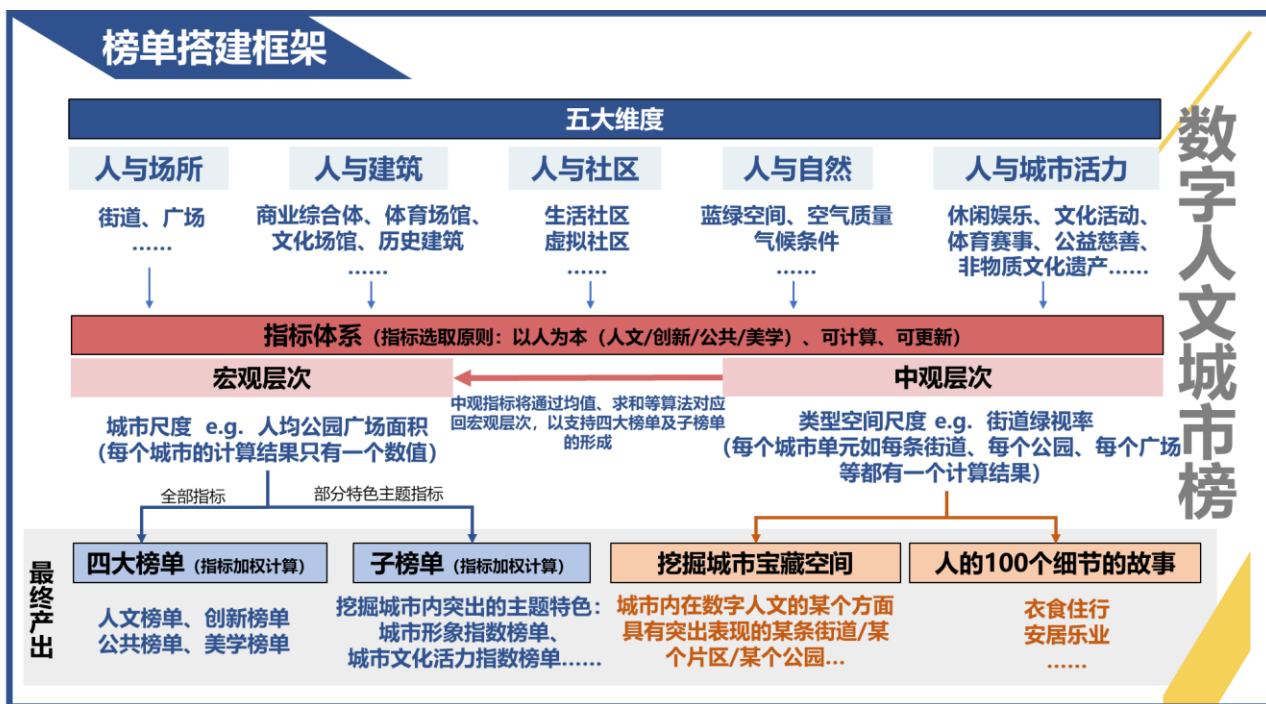 榜单搭建框架
数字人文城市榜
五大维度
人与场所
街道、广场
……
人与建筑
商业综合体、体育场馆、
文化场馆、历史建筑
……
人与社区
生活社区
虚拟社区
……
人与自然
蓝绿空间、空气质量
气候条件
……
人与城市活力
休闲娱乐、文化活动、
体育赛事、公益慈善、
非物质文化遗产……
指标体系（指标选取原则：以人为本（人文/创新/公共/美学）、可计算、可更新）
宏观层次
城市尺度 e.g. 人均公园广场面积
（每个城市的计算结果只有一个数值）
中观指标将通过均值、求和等算法对应
回宏观层次，以支持四大榜单及子榜单
的形成
中观层次
类型空间尺度 e.g. 街道绿视率
（每个城市单元如每条街道、每个公园、每个广场
等都有一个计算结果）
全部指标
部分特色主题指标
最终产出
四大榜单（指标加权计算）
人文榜单、创新榜单
公共榜单、美学榜单
子榜单（指标加权计算）
挖掘城市内突出的主题特色：
城市形象指数榜单、
城市文化活力指数榜单……
挖掘城市宝藏空间
城市内在数字人文的某个方面
具有突出表现的某条街道/某
个片区/某个公园…
人的100个细节的故事
衣食住行
安居乐业
……